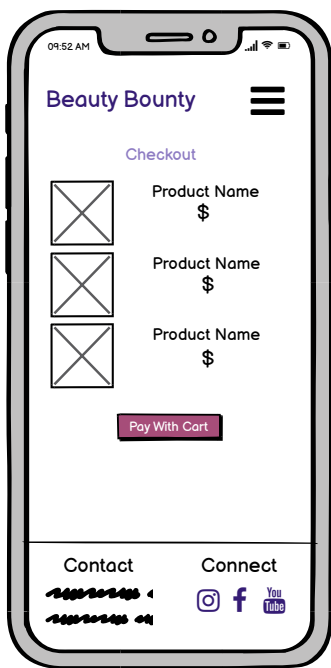 09:52 AM
Beauty Bounty
Checkout
Product Name
$
Product Name
$
Product Name
$
Pay With Cart
Contact
Connect
You
Tube